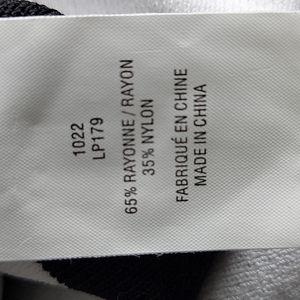 1022
LP179
65% RAYONNE / RAYON
35% NYLON
FABRIQUÉ EN CHINE
MADE IN CHINA